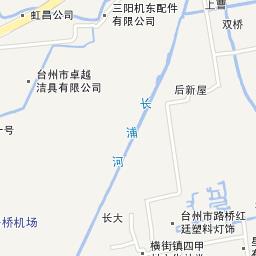 虹昌公司
三阳机东配件
有限公司
上曹
双桥
台州市卓越
洁具有限公司
后新屋
长
浦
河
十号
长大
桥机场
台州市路桥红
廷塑料灯饰
横街镇四甲